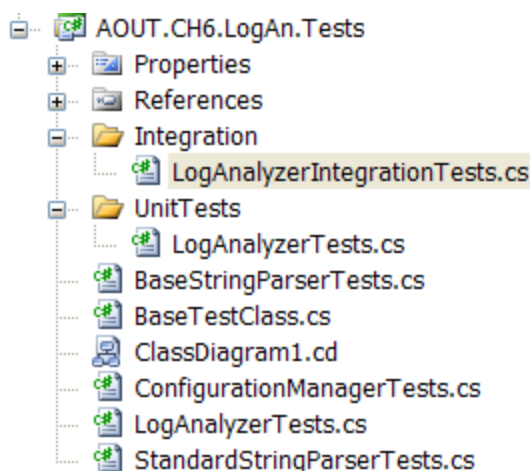 AOUT.CH6.LogAn.Tests
Properties
References
Integration
LogAnalyzerIntegrationTests.cs
UnitTests
LogAnalyzerTests.cs
BaseStringParserTests.cs
BaseTestClass.cs
ClassDiagram1.cd
ConfigurationManagerTests.cs
LogAnalyzerTests.cs
StandardStringParserTests.cs